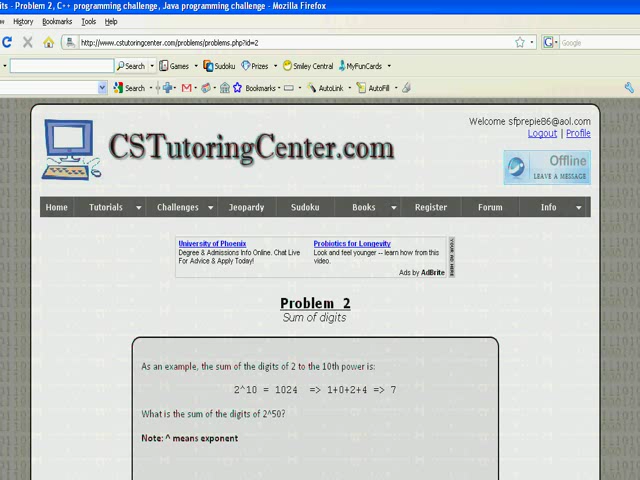 its - Problem 2, C++ programming challenge, Java programming challenge - Mozilla Firefox
ew History Bookmarks Tools Help
http://www.cstutoringcenter.com/problems/problems.php?id=2 Google
Search Games Sudoku Prizes Smiley Central MyFunCards
Search Bookmarks AutoLink AutoFill
CSTutoringCenter.com
Welcome sfprepie86@aol.com
Logout | Profile
Offline
LEAVE A MESSAGE
Home Tutorials Challenges Jeopardy Sudoku Books Register Forum Info
University of Phoenix
Degree & Admissions Info Online. Chat Live
For Advice & Apply Today!
Probiotics for Longevity
Look and feel younger -- learn how from this
video.
Ads by AdBrite
YOUR AD HERE
Problem 2
Sum of digits
As an example, the sum of the digits of 2 to the 10th power is:
2^10 = 1024 => 1+0+2+4 => 7
What is the sum of the digits of 2^50?
Note: ^ means exponent